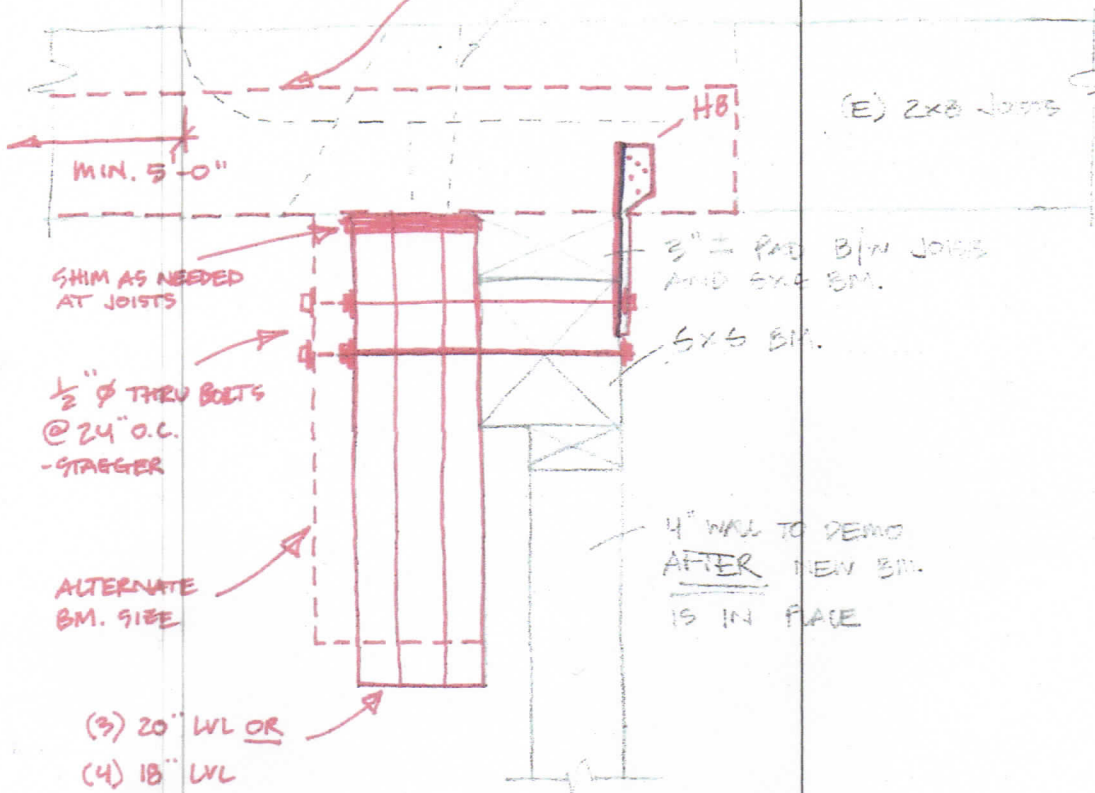 H8
(E) 2x8 JOISTS
MIN. 5'-0"
SHIM AS NEEDED
AT JOISTS
3" ± PAD B/W JOISTS
AND 6x6 BM.
6x6 BM.
½" Ø THRU BOLTS
@ 24" O.C.
-STAGGER
4" WALL TO DEMO
AFTER NEW BM.
IS IN PLACE
ALTERNATE
BM. SIZE
(3) 20" LVL OR
(4) 18" LVL